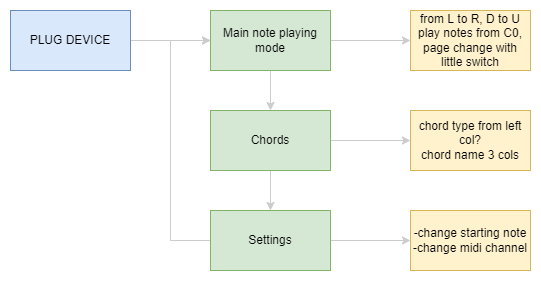 PLUG DEVICE
Main note playing
mode
from L to R, D to U
play notes from C0,
page change with
little switch
Chords
chord type from left
col?
chord name 3 cols
Settings
-change starting note
-change midi channel